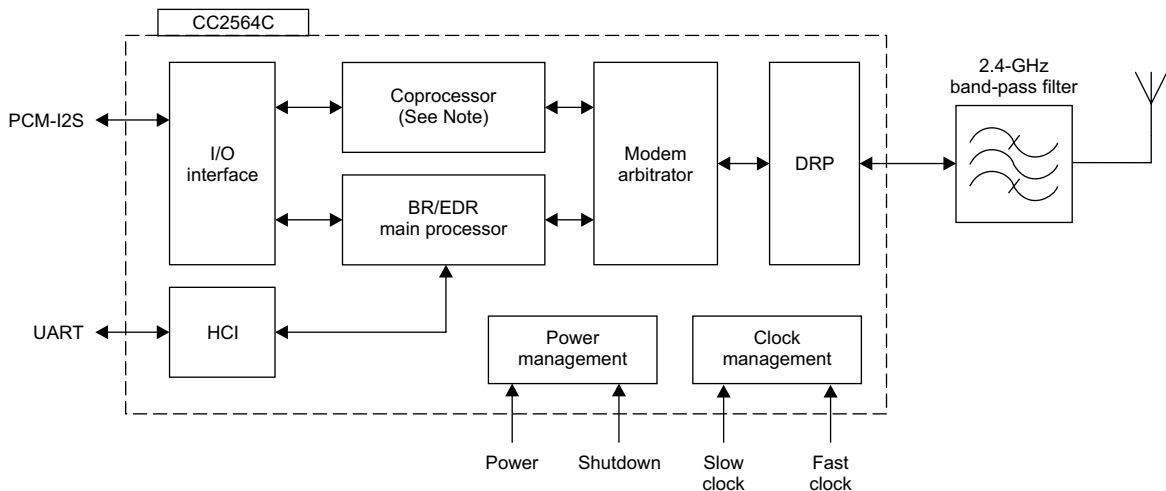 CC2564C
2.4-GHz
band-pass filter
PCM-I2S
I/O
interface
Coprocessor
(See Note)
BR/EDR
main processor
Modem
arbitrator
DRP
UART
HCI
Power
management
Clock
management
Power
Shutdown
Slow
clock
Fast
clock